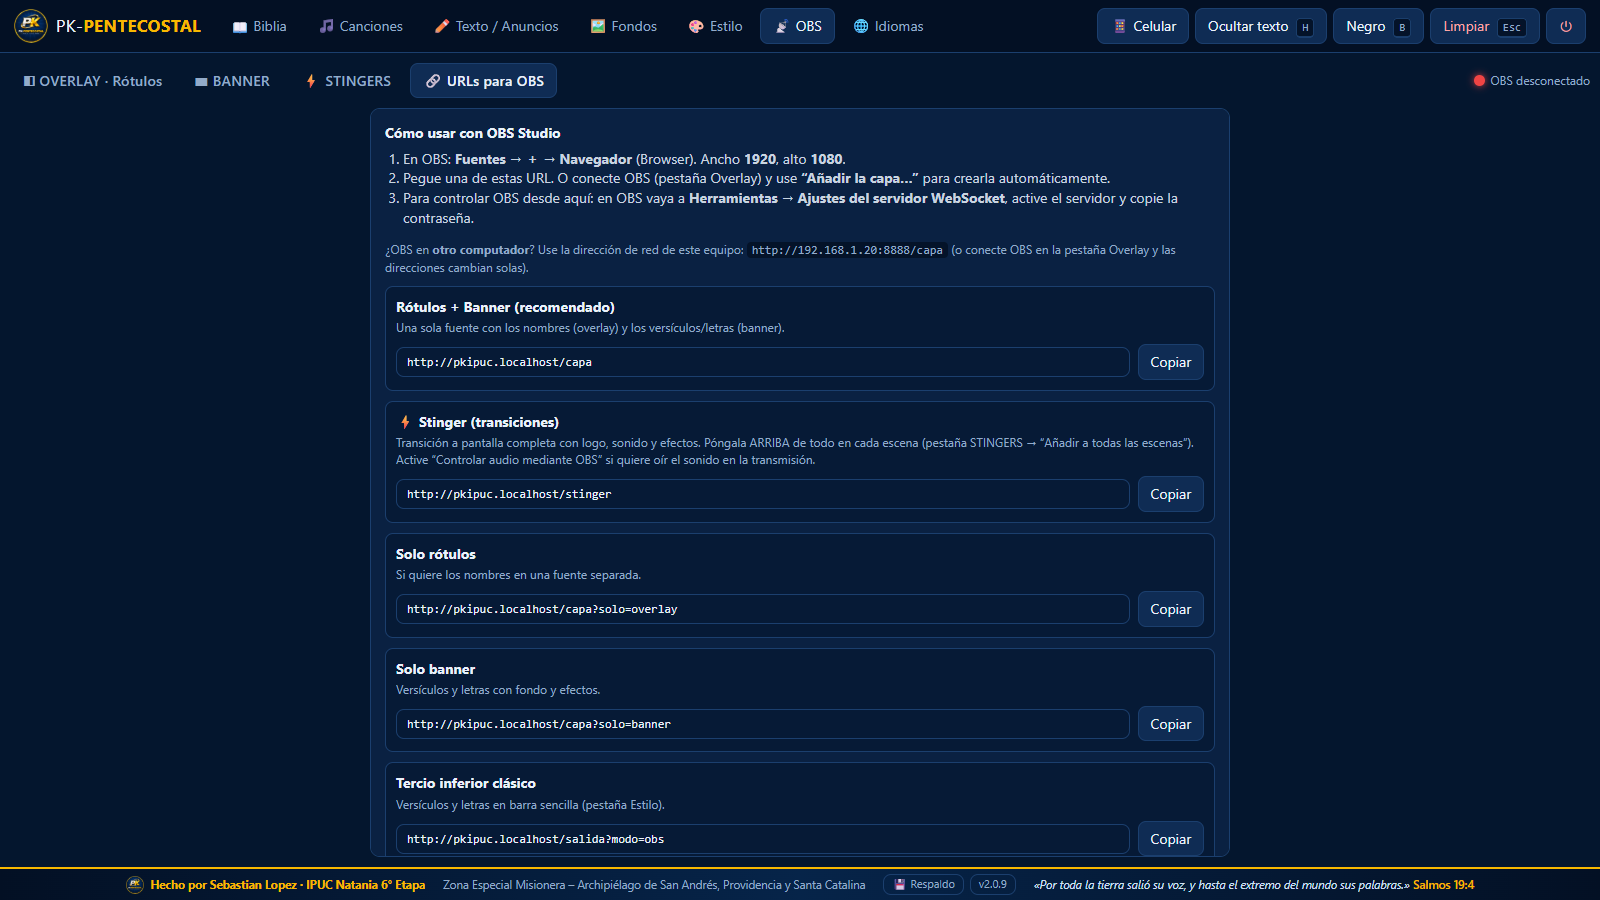 PK-PENTECOSTAL
Biblia
Canciones
Texto / Anuncios
Fondos
Estilo
OBS
Idiomas
Celular
Ocultar texto H
Negro B
Limpiar Esc
OVERLAY · Rótulos
BANNER
STINGERS
URLs para OBS
OBS desconectado
Cómo usar con OBS Studio
1. En OBS: Fuentes → + → Navegador (Browser). Ancho 1920, alto 1080.
2. Pegue una de estas URL. O conecte OBS (pestaña Overlay) y use “Añadir la capa…” para crearla automáticamente.
3. Para controlar OBS desde aquí: en OBS vaya a Herramientas → Ajustes del servidor WebSocket, active el servidor y copie la
contraseña.
¿OBS en otro computador? Use la dirección de red de este equipo: http://192.168.1.20:8888/capa (o conecte OBS en la pestaña Overlay y las
direcciones cambian solas).
Rótulos + Banner (recomendado)
Una sola fuente con los nombres (overlay) y los versículos/letras (banner).
http://pkipuc.localhost/capa
Copiar
Stinger (transiciones)
Transición a pantalla completa con logo, sonido y efectos. Póngala ARRIBA de todo en cada escena (pestaña STINGERS → “Añadir a todas las escenas”).
Active “Controlar audio mediante OBS” si quiere oír el sonido en la transmisión.
http://pkipuc.localhost/stinger
Copiar
Solo rótulos
Si quiere los nombres en una fuente separada.
http://pkipuc.localhost/capa?solo=overlay
Copiar
Solo banner
Versículos y letras con fondo y efectos.
http://pkipuc.localhost/capa?solo=banner
Copiar
Tercio inferior clásico
Versículos y letras en barra sencilla (pestaña Estilo).
http://pkipuc.localhost/salida?modo=obs
Copiar
Hecho por Sebastian Lopez · IPUC Natania 6° Etapa
Zona Especial Misionera – Archipiélago de San Andrés, Providencia y Santa Catalina
Respaldo
v2.0.9
«Por toda la tierra salió su voz, y hasta el extremo del mundo sus palabras.» Salmos 19:4